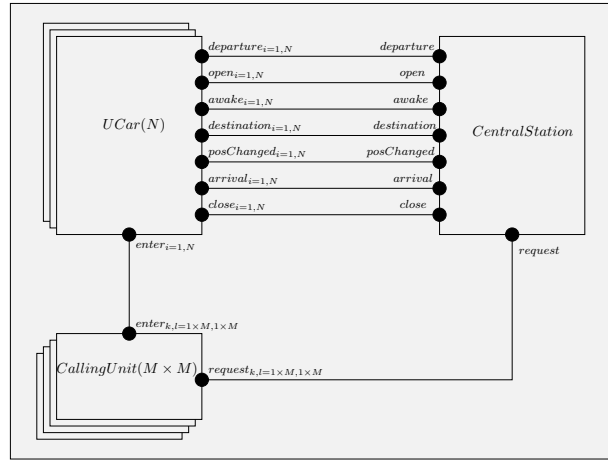 departure_{i=1,N} departure
open_{i=1,N} open
awake_{i=1,N} awake
UCar(N) CentralStation
destination_{i=1,N} destination
posChanged_{i=1,N} posChanged
arrival_{i=1,N} arrival
close_{i=1,N} close
enter_{i=1,N} request
enter_{k,l=1×M,1×M}
CallingUnit(M × M) request_{k,l=1×M,1×M}